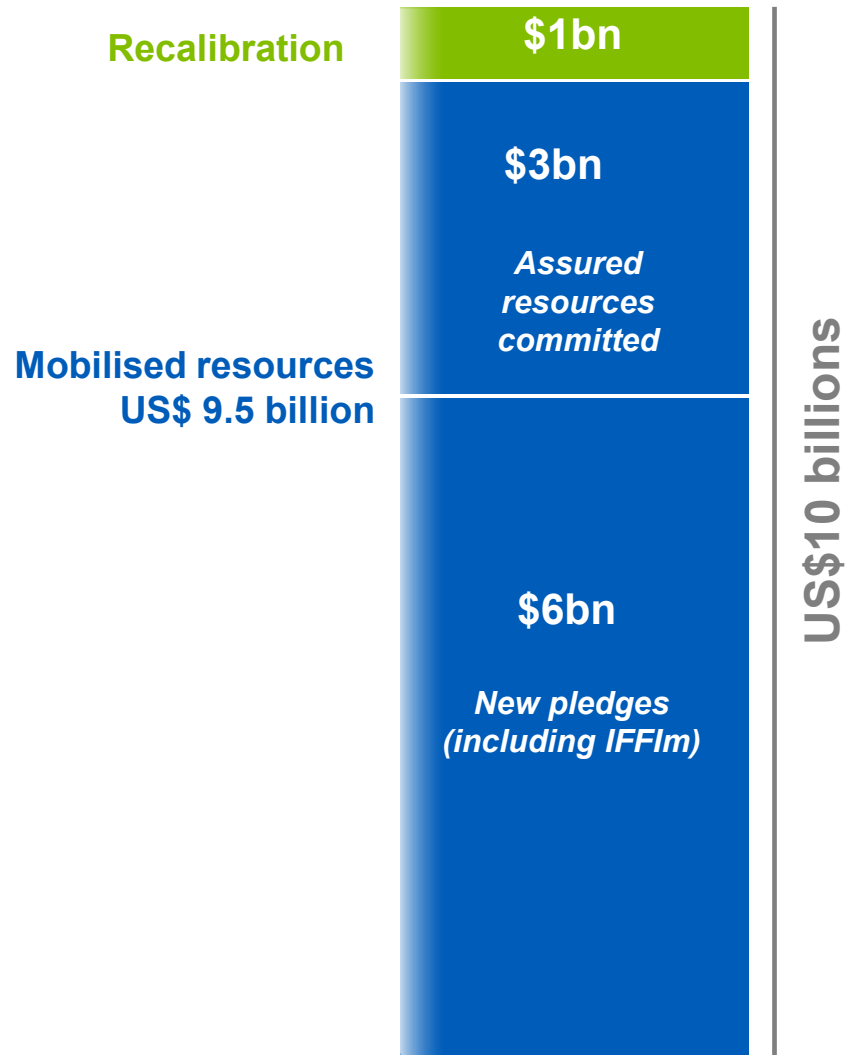 Recalibration
$1bn
$3bn
Assured
resources
committed
Mobilised resources
US$ 9.5 billion
$6bn
New pledges
(including IFFIm)
US$10 billions